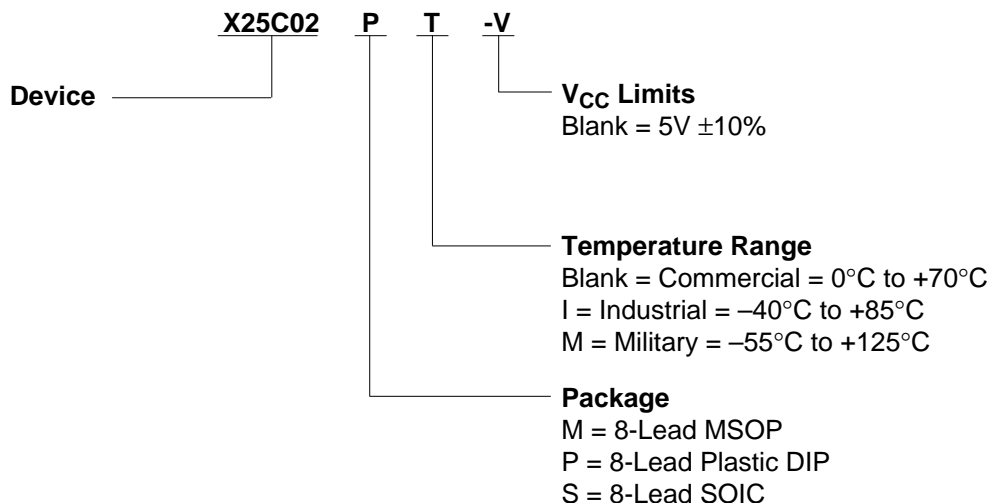 X25C02 P T -V
Device
VCC Limits
Blank = 5V ±10%
Temperature Range
Blank = Commercial = 0°C to +70°C
I = Industrial = –40°C to +85°C
M = Military = –55°C to +125°C
Package
M = 8-Lead MSOP
P = 8-Lead Plastic DIP
S = 8-Lead SOIC